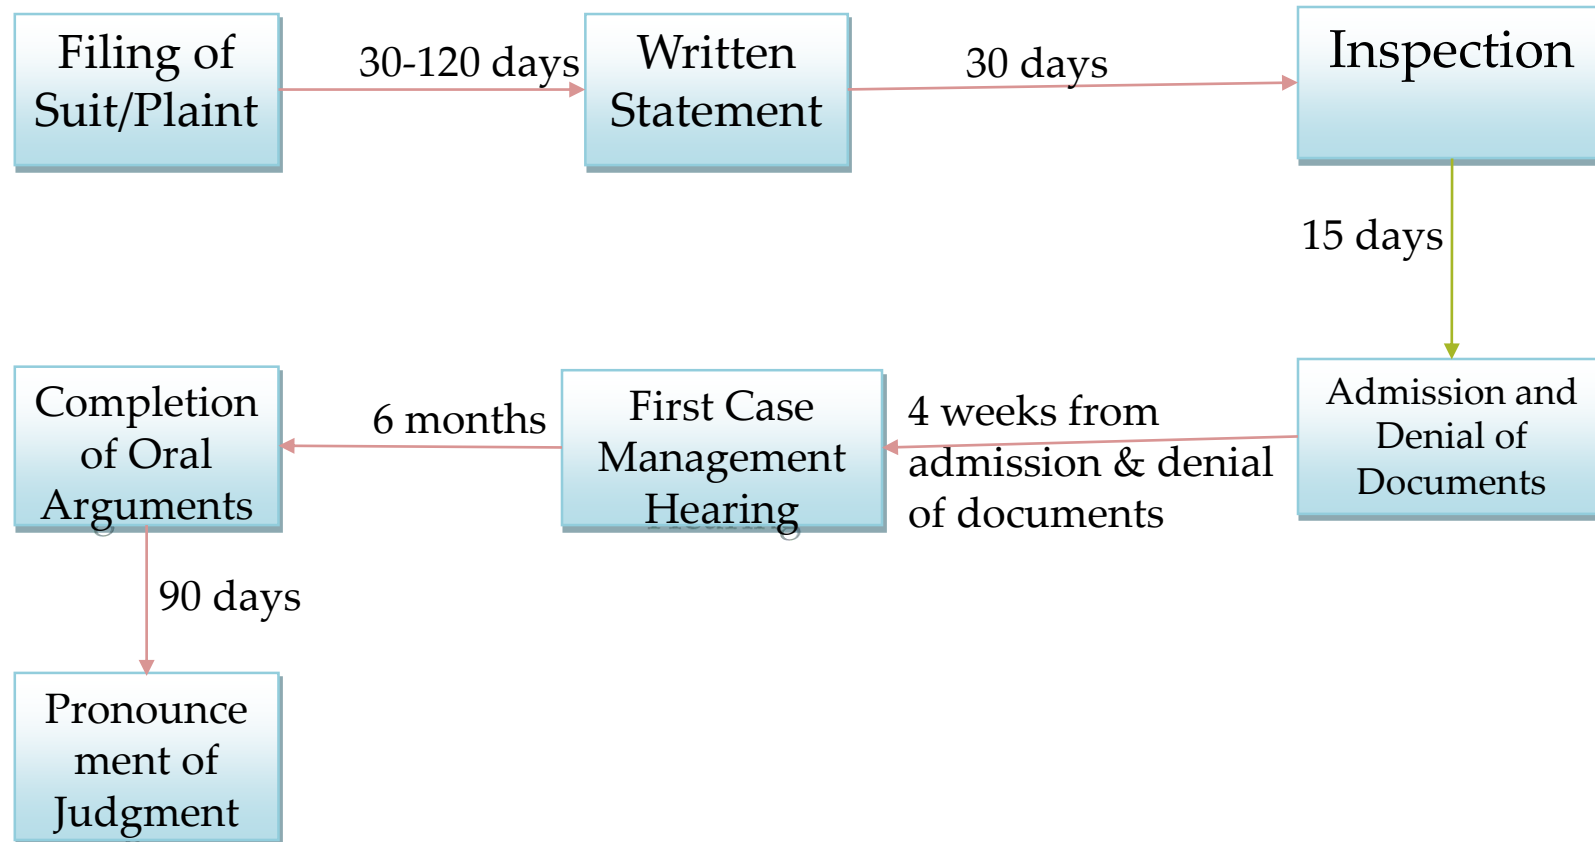 Filing of
Suit/Plaint
30-120 days
Written
Statement
30 days
Inspection
15 days
Admission and
Denial of
Documents
4 weeks from
admission & denial
of documents
First Case
Management
Hearing
6 months
Completion
of Oral
Arguments
90 days
Pronounce
ment of
Judgment